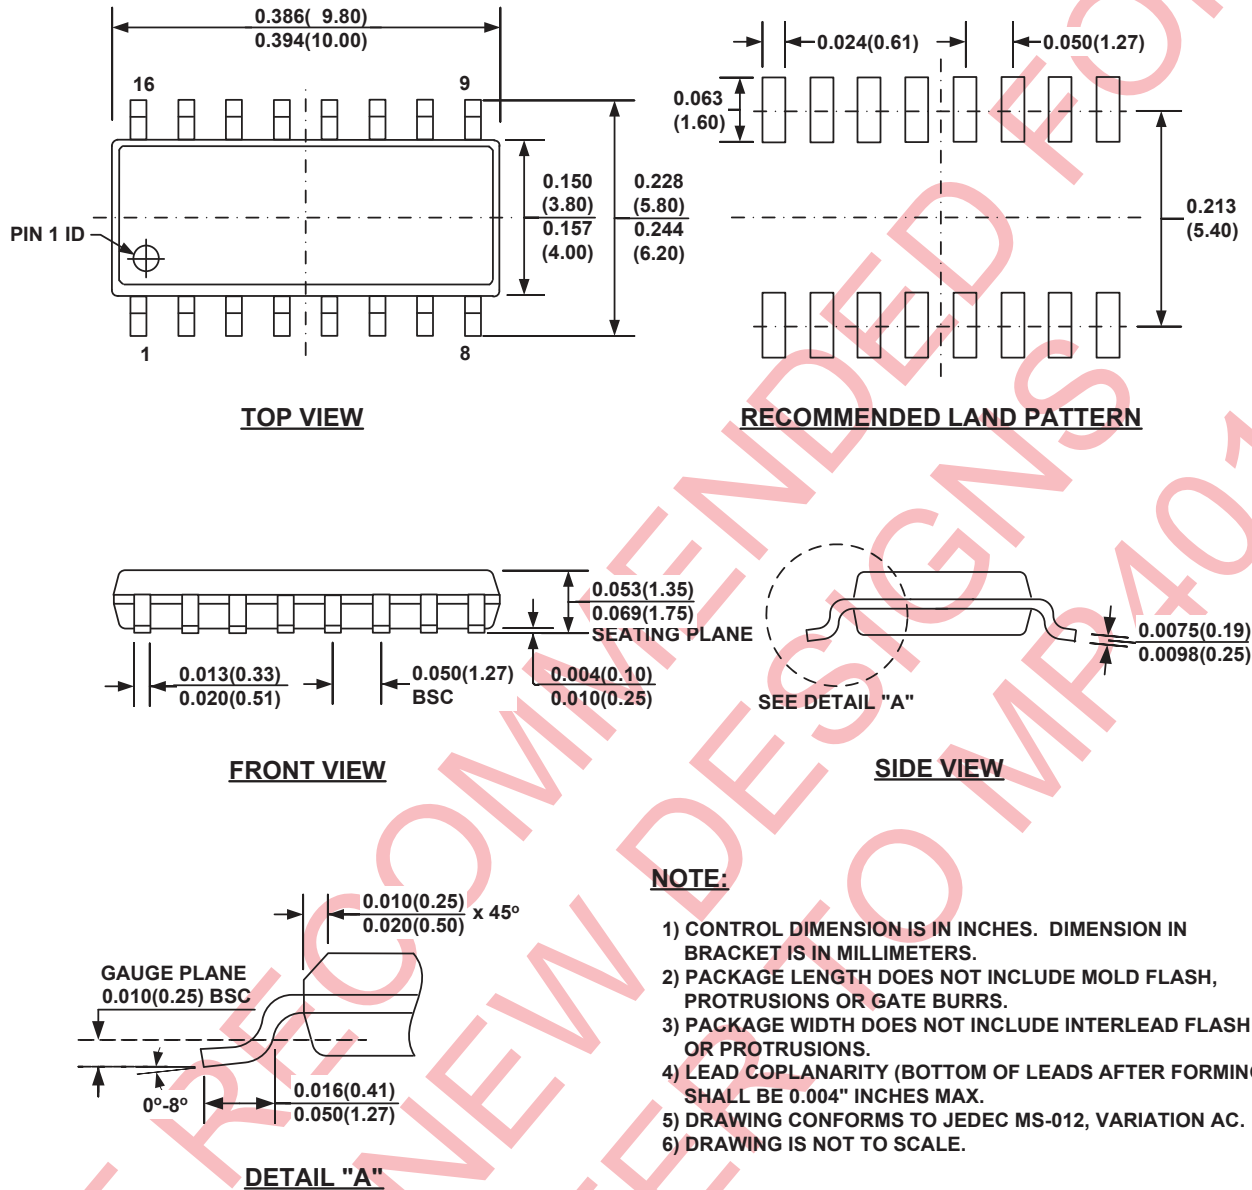 0.386( 9.80)
0.394(10.00)
16
9
0.150
(3.80)
0.157
(4.00)
0.228
(5.80)
0.244
(6.20)
PIN 1 ID
1
8
TOP VIEW
0.024(0.61)
0.050(1.27)
0.063
(1.60)
0.213
(5.40)
RECOMMENDED LAND PATTERN
0.053(1.35)
0.069(1.75)
SEATING PLANE
0.013(0.33)
0.020(0.51)
0.050(1.27)
BSC
0.004(0.10)
0.010(0.25)
FRONT VIEW
0.0075(0.19)
0.0098(0.25)
SEE DETAIL "A"
SIDE VIEW
0.010(0.25)
0.020(0.50)
x 45º
GAUGE PLANE
0.010(0.25) BSC
0º-8º
0.016(0.41)
0.050(1.27)
DETAIL "A"
NOTE:
1) CONTROL DIMENSION IS IN INCHES. DIMENSION IN
BRACKET IS IN MILLIMETERS.
2) PACKAGE LENGTH DOES NOT INCLUDE MOLD FLASH,
PROTRUSIONS OR GATE BURRS.
3) PACKAGE WIDTH DOES NOT INCLUDE INTERLEAD FLASH
OR PROTRUSIONS.
4) LEAD COPLANARITY (BOTTOM OF LEADS AFTER FORMING
SHALL BE 0.004" INCHES MAX.
5) DRAWING CONFORMS TO JEDEC MS-012, VARIATION AC.
6) DRAWING IS NOT TO SCALE.
RECOMMENDED FOR
NEW DESIGNS
TO MP401